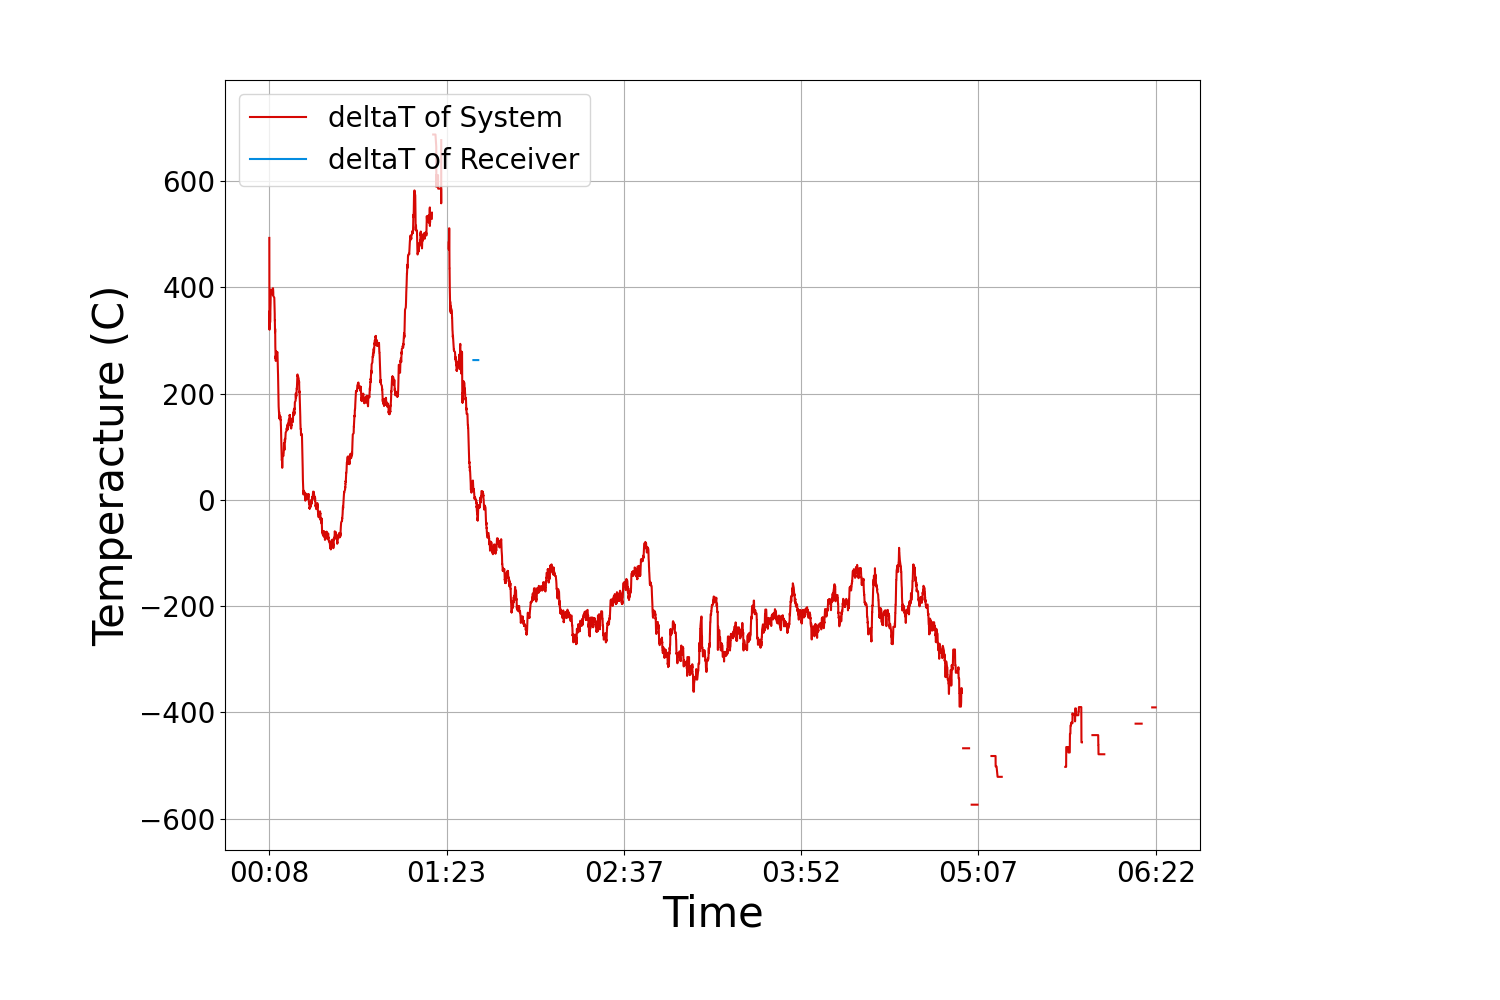 deltaT of System
deltaT of Receiver
600
400
200
0
−200
−400
−600
Temperacture (C)
00:08 01:23 02:37 03:52 05:07 06:22
Time